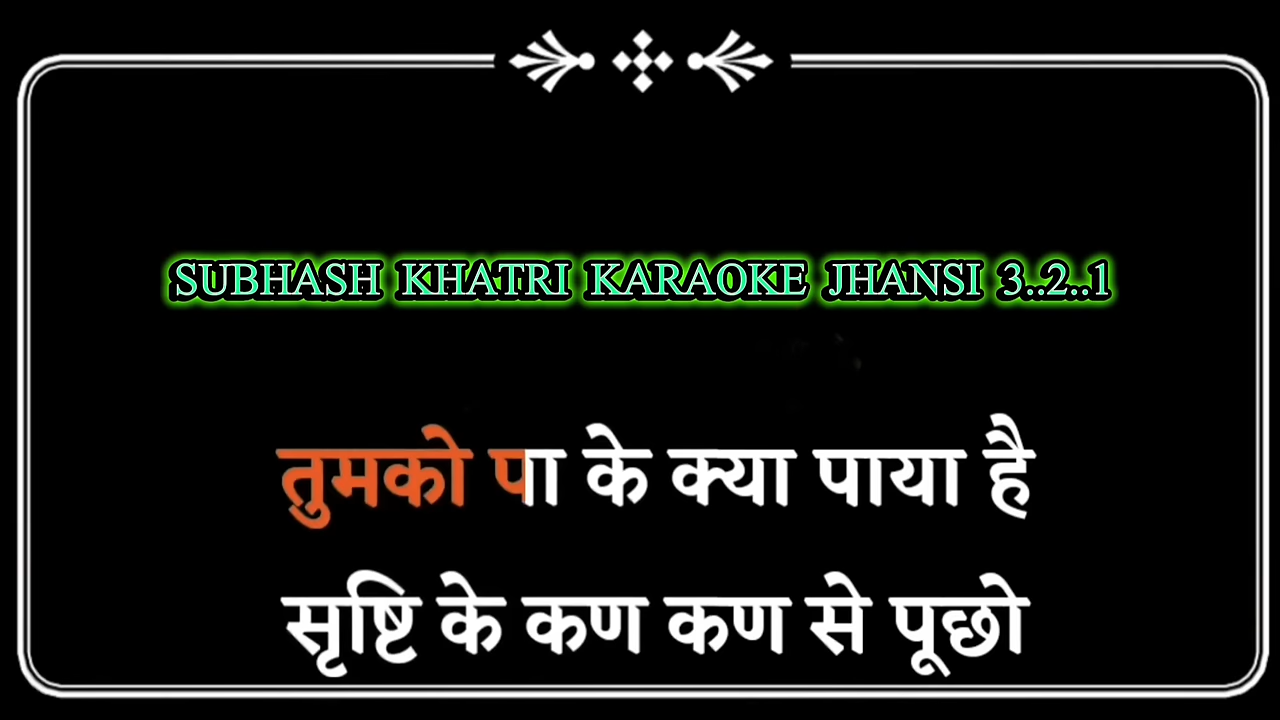 SUBHASH KHATRI KARAOKE JHANSI 3..2..1
तुमको पा के क्या पाया है
सृष्टि के कण कण से पूछो